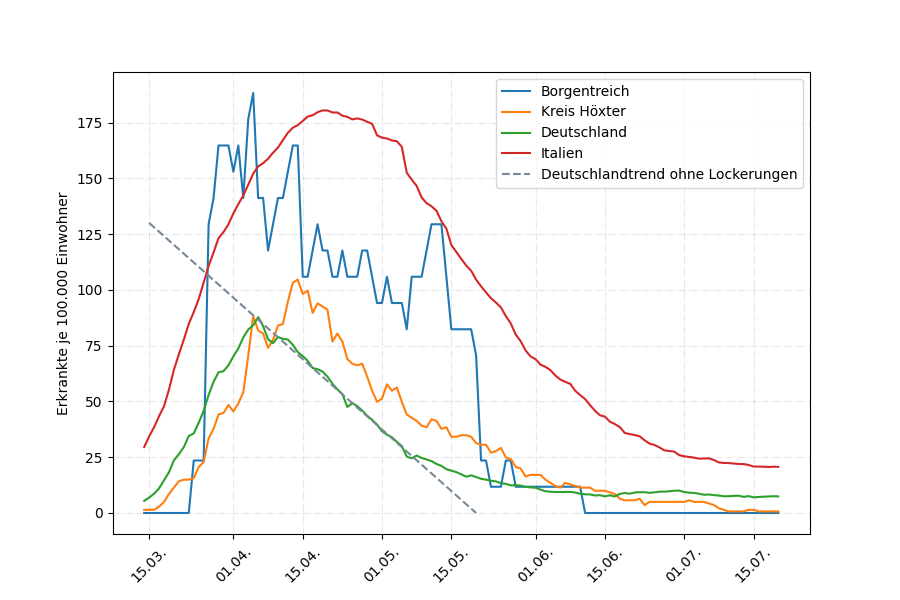 Borgentreich
Kreis Höxter
Deutschland
Italien
Deutschlandtrend ohne Lockerungen
Erkrankte je 100.000 Einwohner
175
150
125
100
75
50
25
0
15.03.
01.04.
15.04.
01.05.
15.05.
01.06.
15.06.
01.07.
15.07.